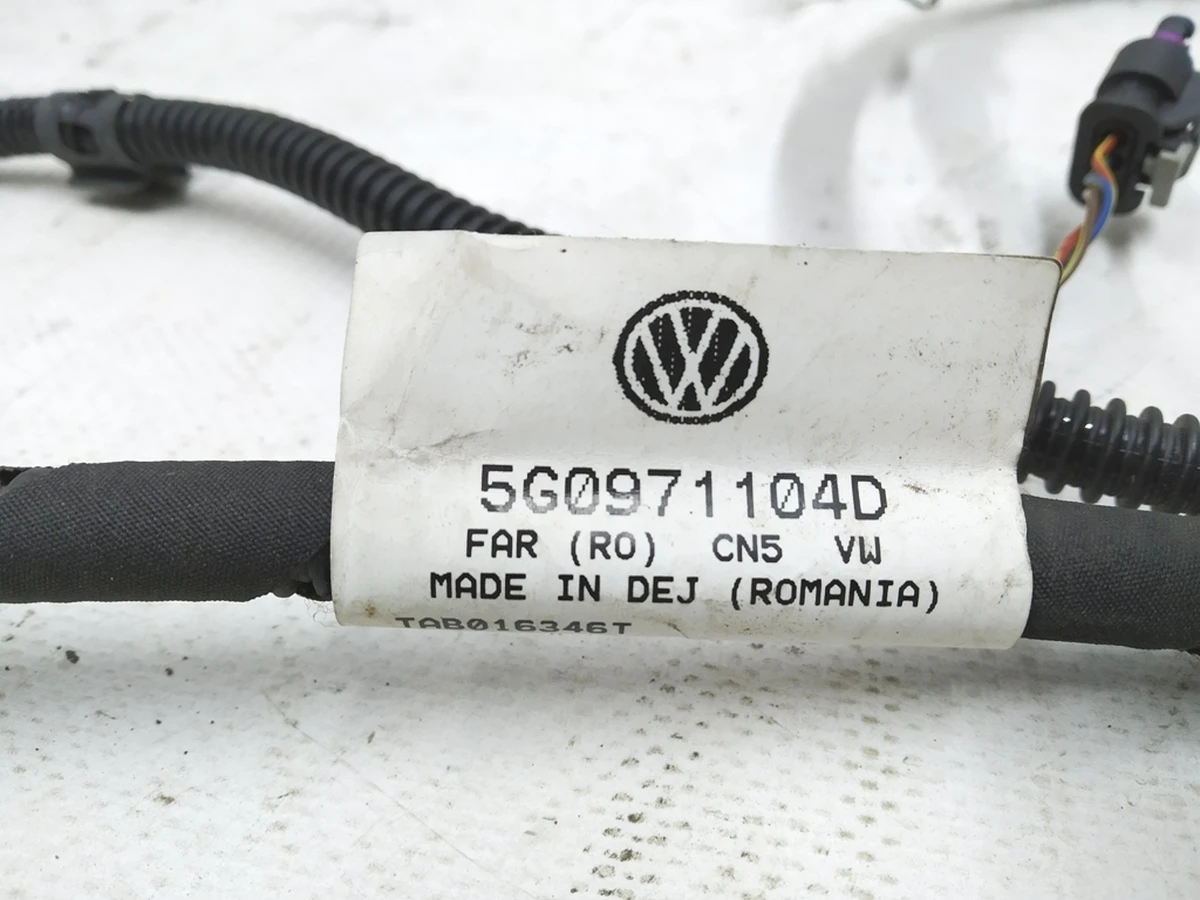 5G0971104D
FAR (RO) CN5 VW
MADE IN DEJ (ROMANIA)
TAB016346T